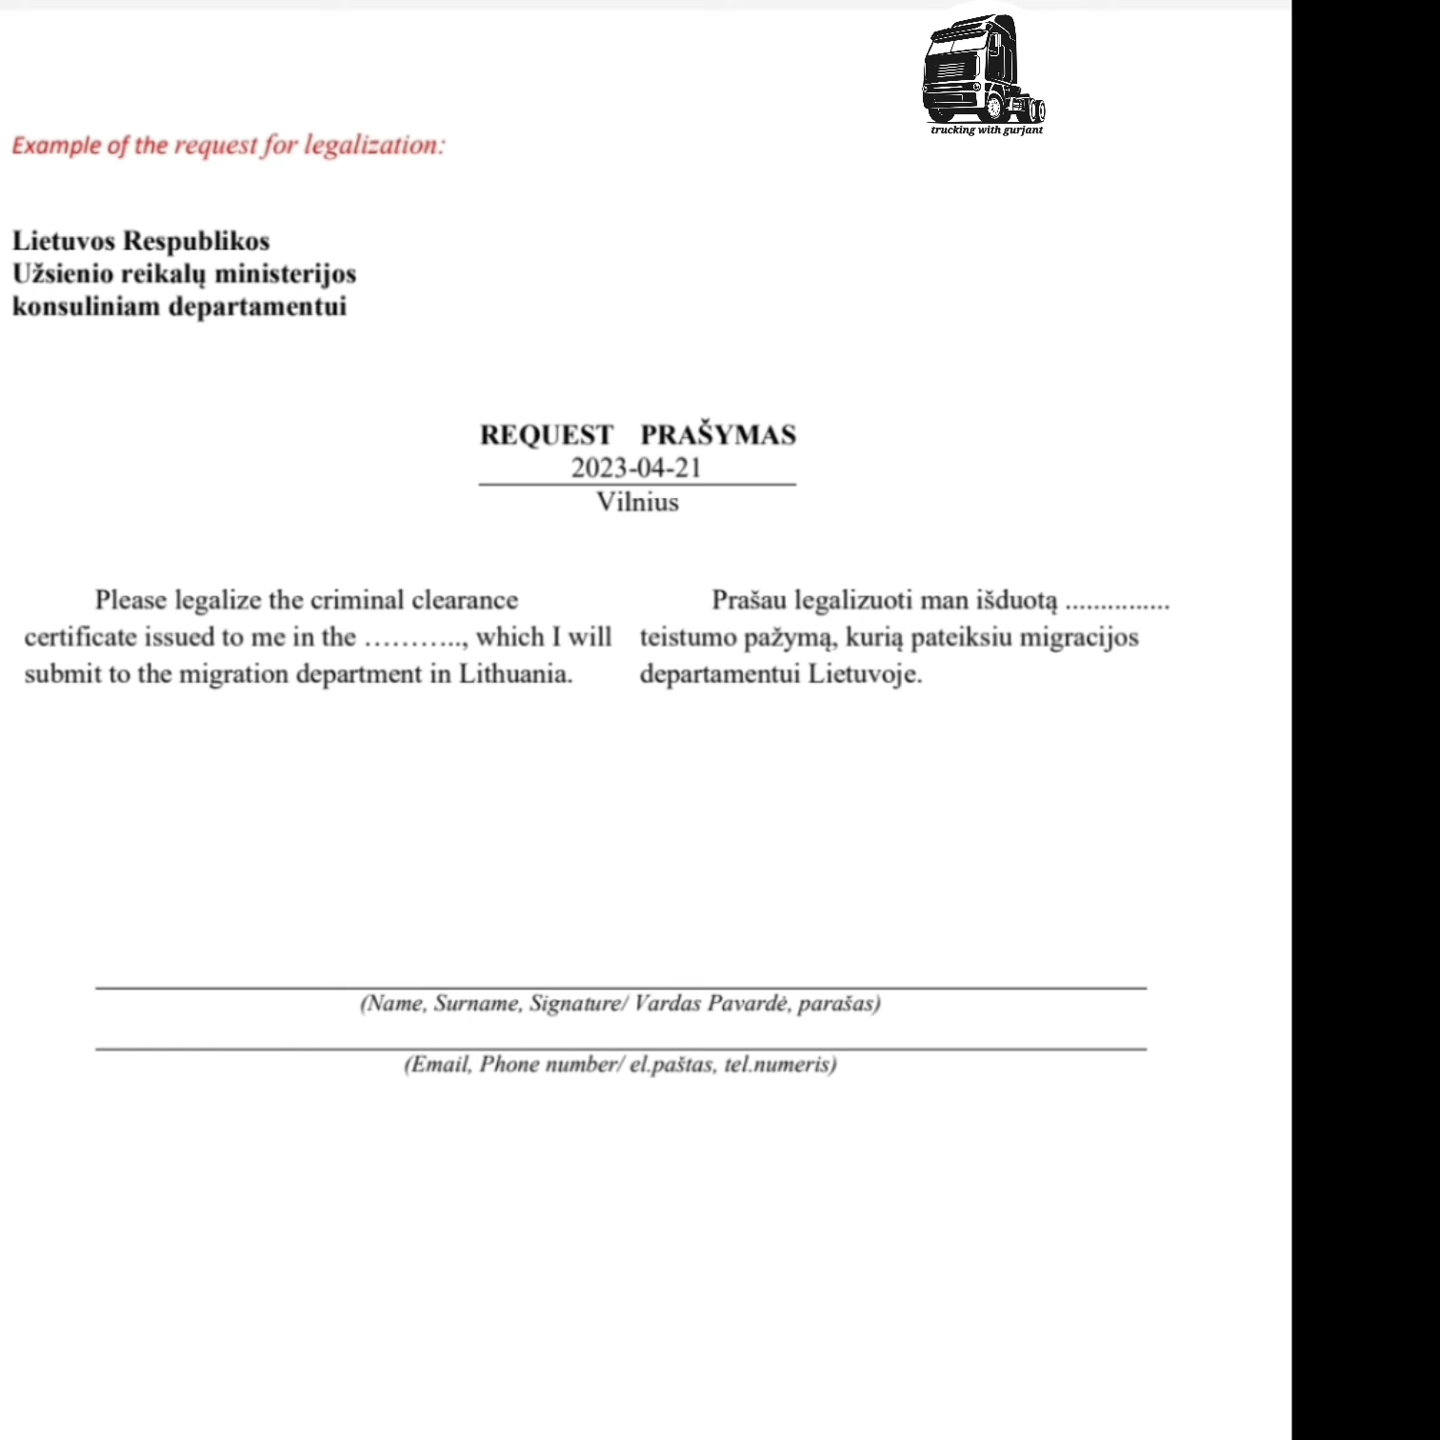 trucking with gurjant
Example of the request for legalization:
Lietuvos Respublikos
Užsienio reikalų ministerijos
konsuliniam departamentui
REQUEST PRAŠYMAS
2023-04-21
Vilnius
Please legalize the criminal clearance
certificate issued to me in the ..........., which I will
submit to the migration department in Lithuania.
Prašau legalizuoti man išduotą ...............
teistumo pažymą, kurią pateiksiu migracijos
departamentui Lietuvoje.
(Name, Surname, Signature/ Vardas Pavardė, parašas)
(Email, Phone number/ el.paštas, tel.numeris)